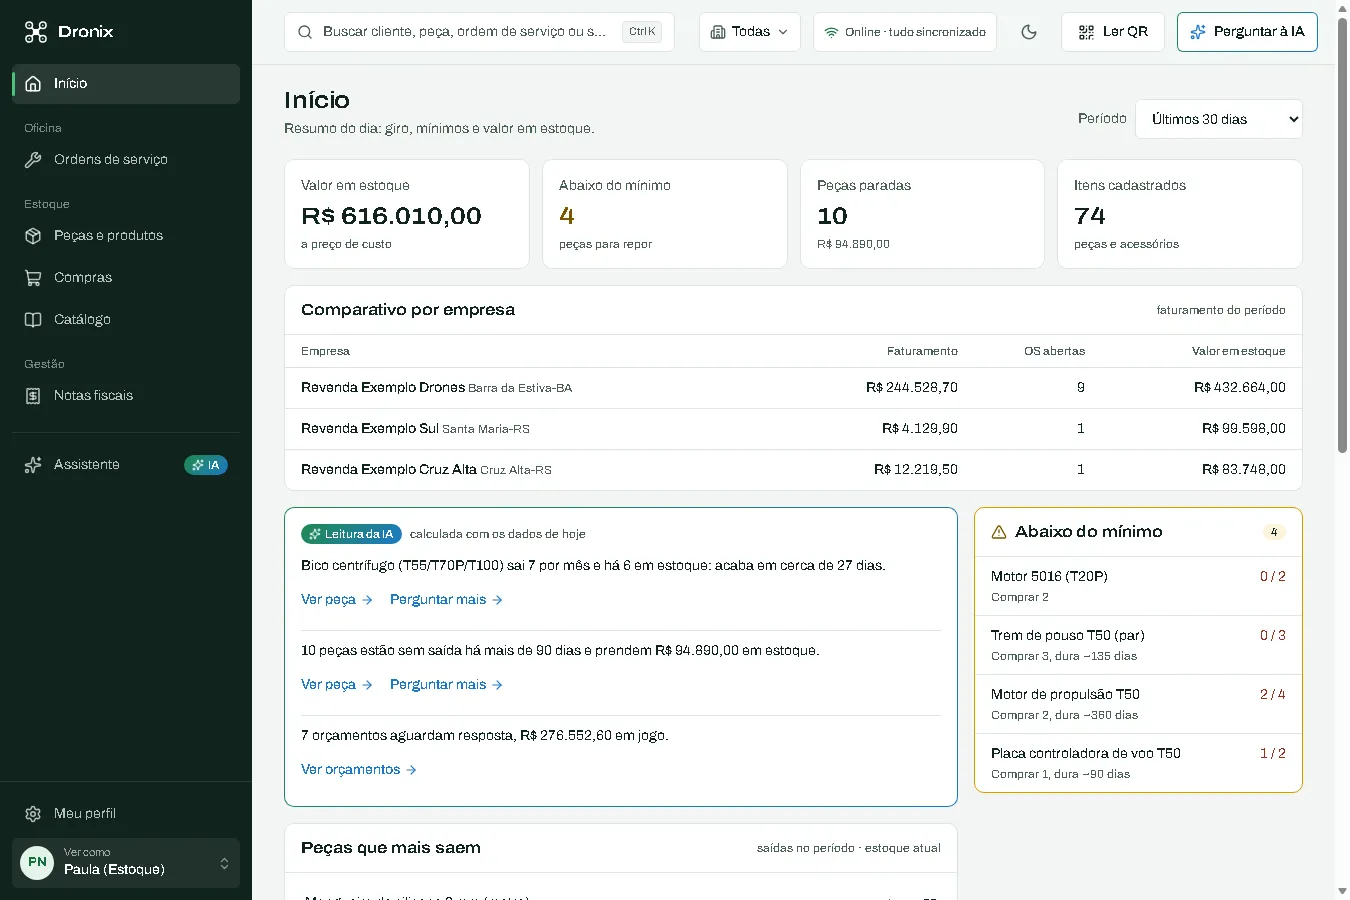 Dronix
Início
Oficina
Ordens de serviço
Estoque
Peças e produtos
Compras
Catálogo
Gestão
Notas fiscais
Assistente
IA
Meu perfil
PN
Ver como
Paula (Estoque)
Buscar cliente, peça, ordem de serviço ou s...
Ctrl K
Todas
Online · tudo sincronizado
Ler QR
Perguntar à IA
Início
Resumo do dia: giro, mínimos e valor em estoque.
Período
Últimos 30 dias
Valor em estoque
R$ 616.010,00
a preço de custo
Abaixo do mínimo
4
peças para repor
Peças paradas
10
R$ 94.890,00
Itens cadastrados
74
peças e acessórios
Comparativo por empresa
faturamento do período
Empresa Faturamento OS abertas Valor em estoque
Revenda Exemplo Drones Barra da Estiva-BA R$ 244.528,70 9 R$ 432.664,00
Revenda Exemplo Sul Santa Maria-RS R$ 4.129,90 1 R$ 99.598,00
Revenda Exemplo Cruz Alta Cruz Alta-RS R$ 12.219,50 1 R$ 83.748,00
Leitura da IA calculada com os dados de hoje
Bico centrífugo (T55/T70P/T100) sai 7 por mês e há 6 em estoque: acaba em cerca de 27 dias.
Ver peça → Perguntar mais →
10 peças estão sem saída há mais de 90 dias e prendem R$ 94.890,00 em estoque.
Ver peça → Perguntar mais →
7 orçamentos aguardam resposta, R$ 276.552,60 em jogo.
Ver orçamentos →
Abaixo do mínimo 4
Motor 5016 (T20P) 0 / 2
Comprar 2
Trem de pouso T50 (par) 0 / 3
Comprar 3, dura ~135 dias
Motor de propulsão T50 2 / 4
Comprar 2, dura ~360 dias
Placa controladora de voo T50 1 / 2
Comprar 1, dura ~90 dias
Peças que mais saem
saídas no período · estoque atual